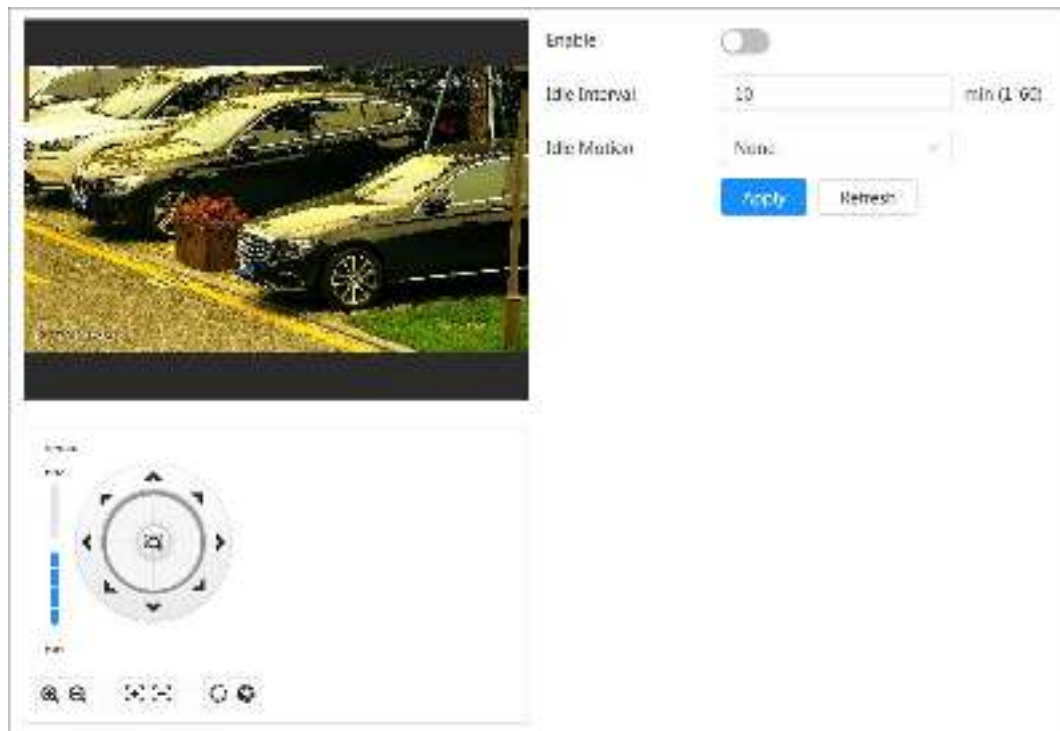 Enable
Idle Interval
10
min (1-60)
Idle Motion
None
Apply
Refresh